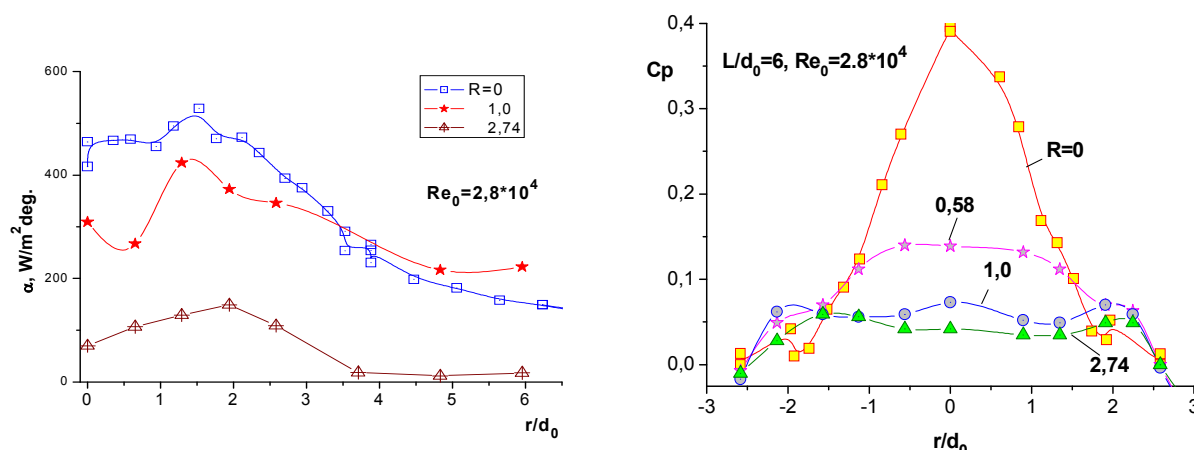 600
400
200
0
α, W/m² deg.
R=0
1,0
2,74
Re₀=2,8*10⁴
0 1 2 3 4 5 6
r/d₀
0,4
0,3
0,2
0,1
0,0
Cp
L/d₀=6, Re₀=2.8*10⁴
R=0
0,58
1,0
2,74
-3 -2 -1 0 1 2 3
r/d₀